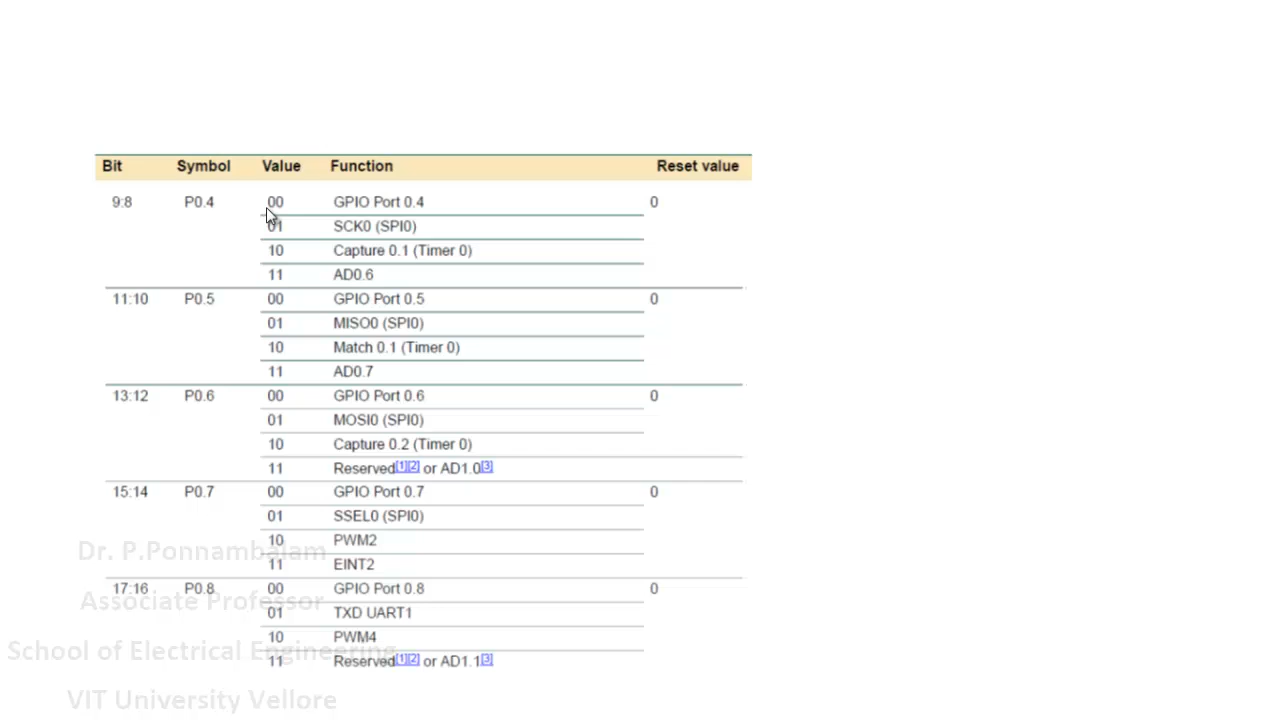 Bit Symbol Value Function Reset value
9:8 P0.4 00 GPIO Port 0.4 0
01 SCK0 (SPI0)
10 Capture 0.1 (Timer 0)
11 AD0.6
11:10 P0.5 00 GPIO Port 0.5 0
01 MISO0 (SPI0)
10 Match 0.1 (Timer 0)
11 AD0.7
13:12 P0.6 00 GPIO Port 0.6 0
01 MOSI0 (SPI0)
10 Capture 0.2 (Timer 0)
11 Reserved[1][2] or AD1.0[3]
15:14 P0.7 00 GPIO Port 0.7 0
01 SSEL0 (SPI0)
10 PWM2
11 EINT2
17:16 P0.8 00 GPIO Port 0.8 0
01 TXD UART1
10 PWM4
11 Reserved[1][2] or AD1.1[3]
Dr. P.Ponnambalam
Associate Professor
School of Electrical Engineering
VIT University Vellore